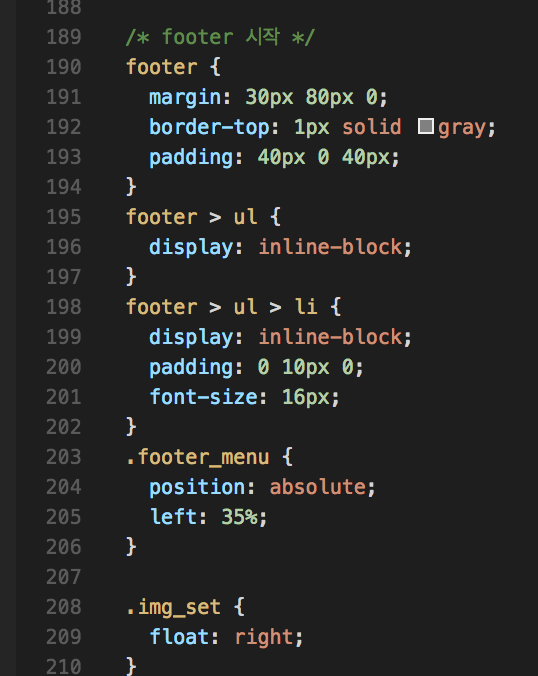 188
189 /* footer 시작 */
190 footer {
191 margin: 30px 80px 0;
192 border-top: 1px solid gray;
193 padding: 40px 0 40px;
194 }
195 footer > ul {
196 display: inline-block;
197 }
198 footer > ul > li {
199 display: inline-block;
200 padding: 0 10px 0;
201 font-size: 16px;
202 }
203 .footer_menu {
204 position: absolute;
205 left: 35%;
206 }
207
208 .img_set {
209 float: right;
210 }